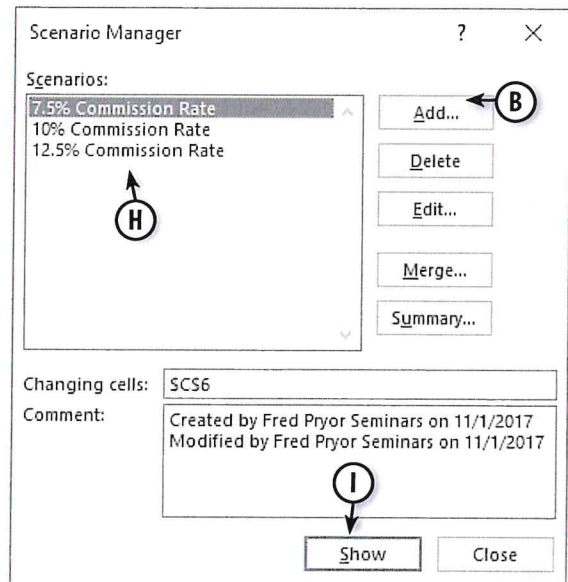 Scenario Manager ? ×
Scenarios:
7.5% Commission Rate
10% Commission Rate
12.5% Commission Rate
H
Add...
B
Delete
Edit...
Merge...
Summary...
Changing cells: SCS6
Comment: Created by Fred Pryor Seminars on 11/1/2017
Modified by Fred Pryor Seminars on 11/1/2017
I
Show Close